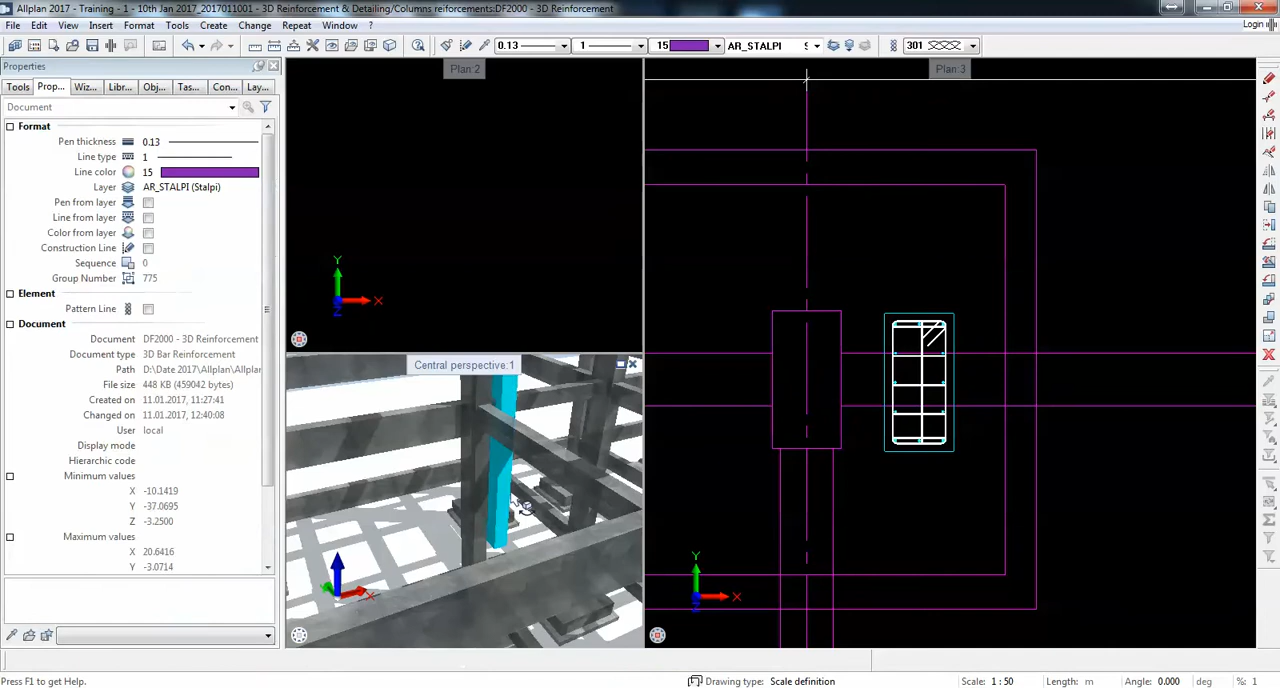 Allplan 2017 - Training - 1 - 10th Jan 2017_2017011001 - 3D Reinforcement & Detailing/Columns reiforcements:DF2000 - 3D Reinforcement
File Edit View Insert Format Tools Create Change Repeat Window ?
Login
0.13 1 15 AR_STALPI S 301
Properties
Tools Prop... Wiz... Libr... Obj... Tas... Con... Lay...
Document
Format
Pen thickness 0.13
Line type 1
Line color 15
Layer AR_STALPI (Stalpi)
Pen from layer
Line from layer
Color from layer
Construction Line
Sequence 0
Group Number 775
Element
Pattern Line
Document
Document DF2000 - 3D Reinforcement
Document type 3D Bar Reinforcement
Path D:\Date 2017\Allplan\Allplan
File size 448 KB (459042 bytes)
Created on 11.01.2017, 11:27:41
Changed on 11.01.2017, 12:40:08
User local
Display mode
Hierarchic code
Minimum values
X -10.1419
Y -37.0695
Z -3.2500
Maximum values
X 20.6416
Y -3.0714
Plan:2
Y
X
Z
Central perspective:1
X
Plan:3
Y
X
Press F1 to get Help.
Drawing type: Scale definition Scale: 1 : 50 Length: m Angle: 0.000 deg %: 1